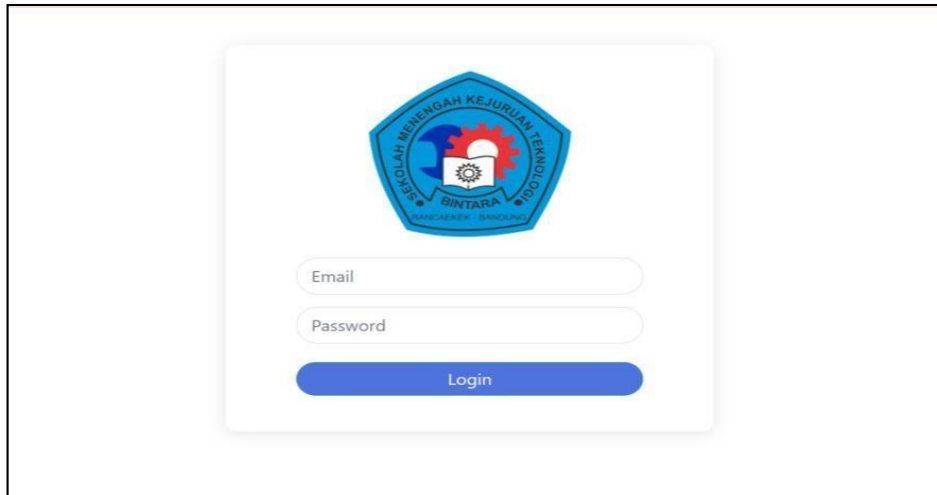 SEKOLAH MENENGAH KEJURUAN TEKNOLOGI
BINTARA
RANCAEKEK - BANDUNG
Email
Password
Login